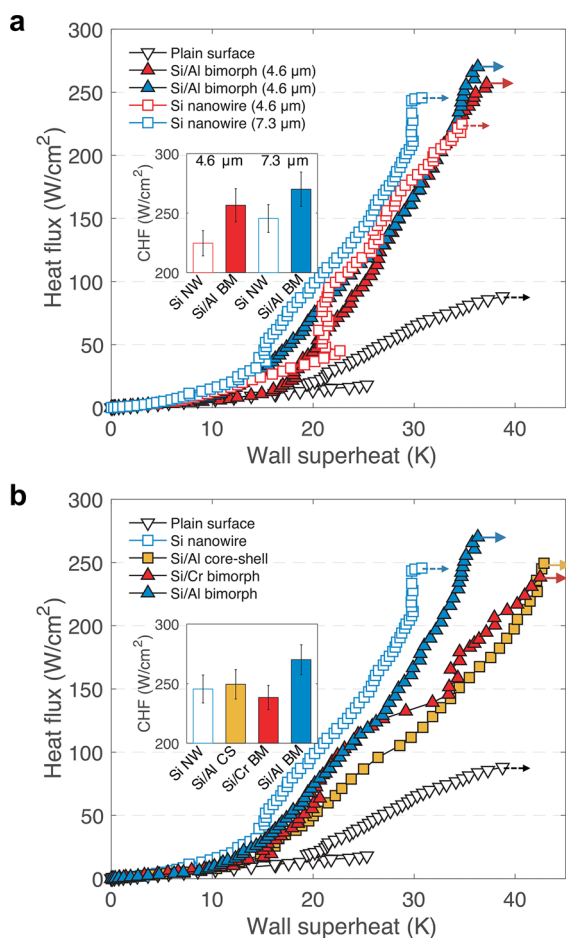 a
300
250
200
150
100
50
0
Heat flux (W/cm²)
Plain surface
Si/Al bimorph (4.6 μm)
Si/Al bimorph (4.6 μm)
Si nanowire (4.6 μm)
Si nanowire (7.3 μm)
300
250
200
CHF (W/cm²)
4.6 μm 7.3 μm
Si NW
Si/Al BM
Si NW
Si/Al BM
0 10 20 30 40
Wall superheat (K)
b
300
250
200
150
100
50
0
Heat flux (W/cm²)
Plain surface
Si nanowire
Si/Al core-shell
Si/Cr bimorph
Si/Al bimorph
300
250
200
CHF (W/cm²)
Si NW
Si/Al CS
Si/Cr BM
Si/Al BM
0 10 20 30 40
Wall superheat (K)